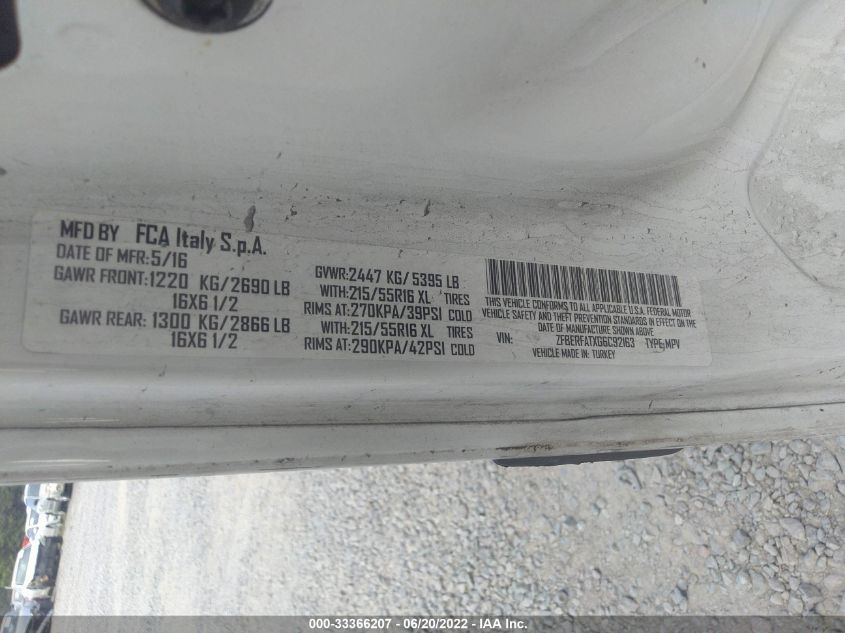 MFD BY FCA Italy S.p.A.
DATE OF MFR: 5/16
GAWR FRONT: 1220 KG/2690 LB
16X6 1/2
GAWR REAR: 1300 KG/2866 LB
16X6 1/2
GVWR: 2447 KG/5395 LB
WITH: 215/55R16 XL TIRES
RIMS AT: 270KPA/39PSI COLD
WITH: 215/55R16 XL TIRES
RIMS AT: 290KPA/42PSI COLD
THIS VEHICLE CONFORMS TO ALL APPLICABLE U.S.A. FEDERAL MOTOR
VEHICLE SAFETY AND THEFT PREVENTION STANDARDS IN EFFECT ON THE
DATE OF MANUFACTURE SHOWN ABOVE
VIN: ZFBERFATXG6C92163 TYPE: MPV
VEHICLE MADE IN: TURKEY
000-33366207 - 06/20/2022 - IAA Inc.